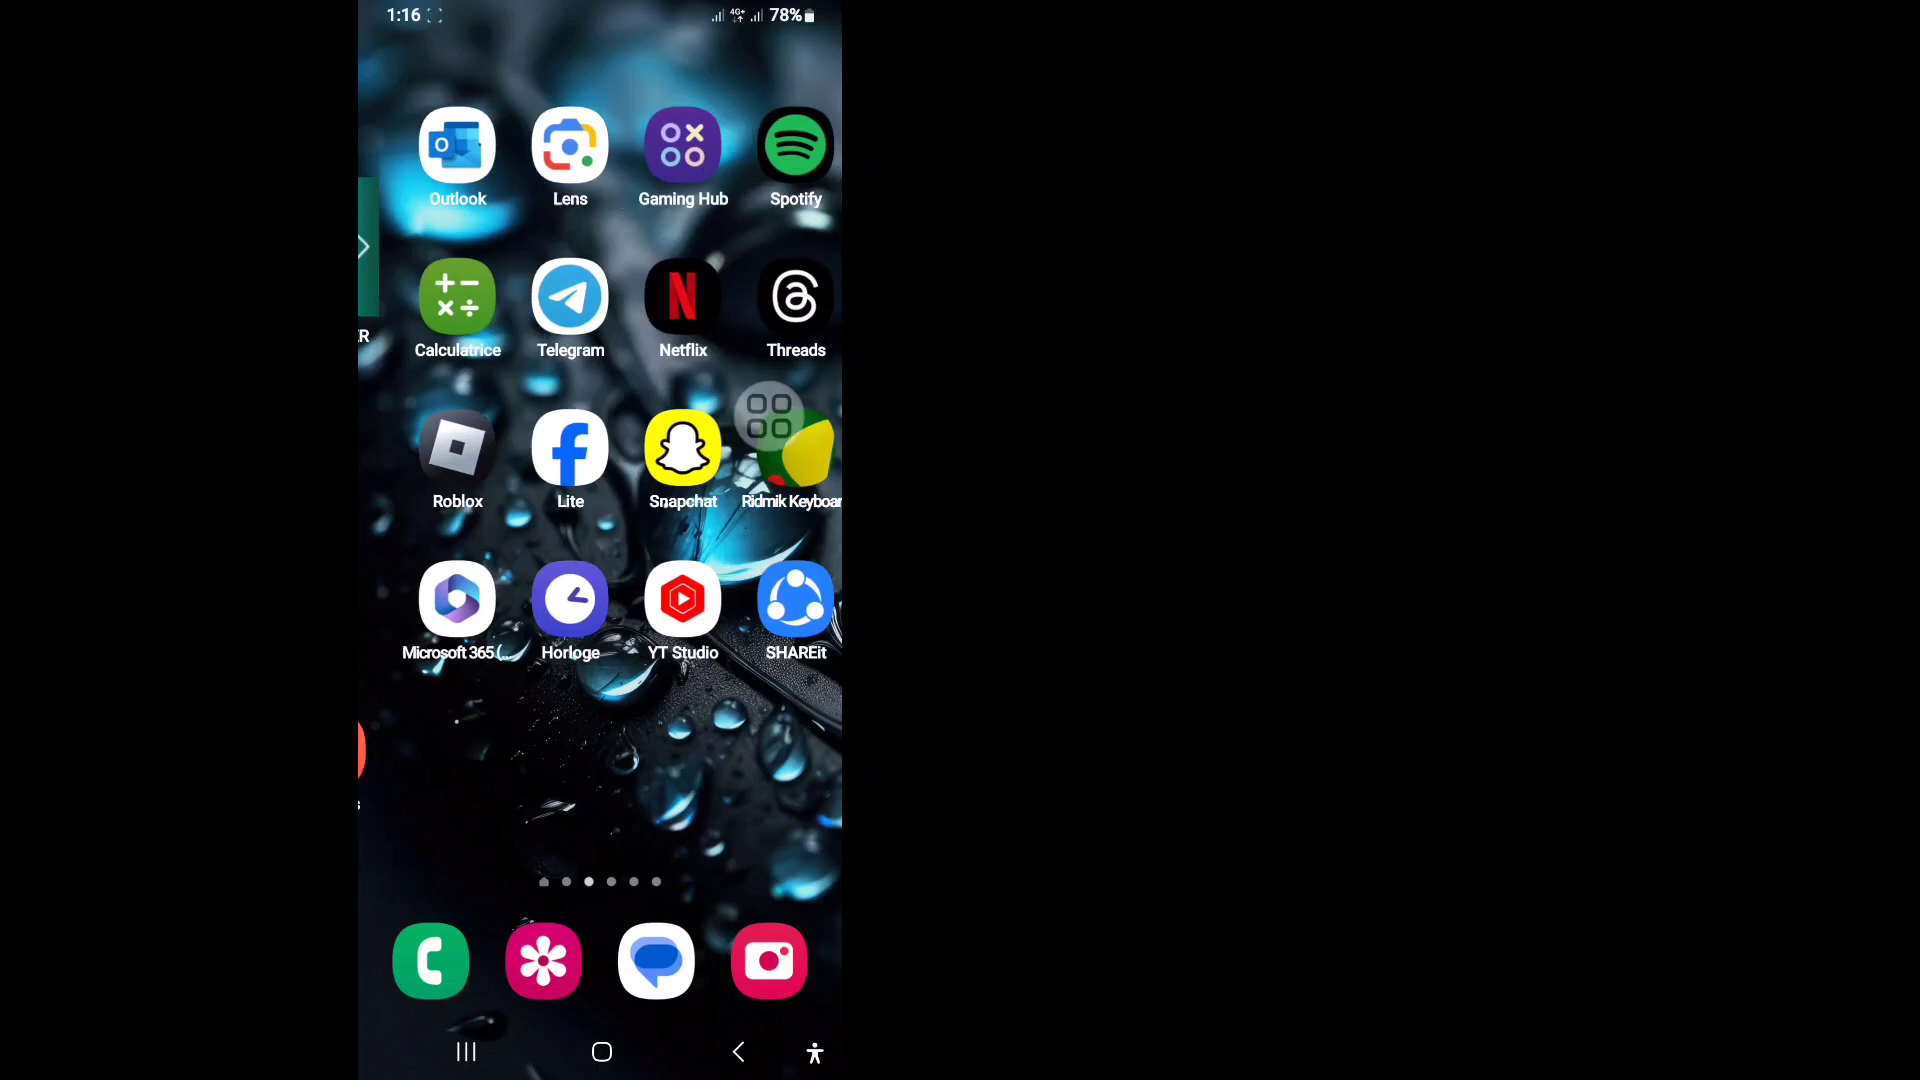 1:16 4G+ 78%
Outlook Lens Gaming Hub Spotify
Calculatrice Telegram Netflix Threads
Roblox Lite Snapchat Ridmik Keyboar
Microsoft 365 (... Horloge YT Studio SHAREit